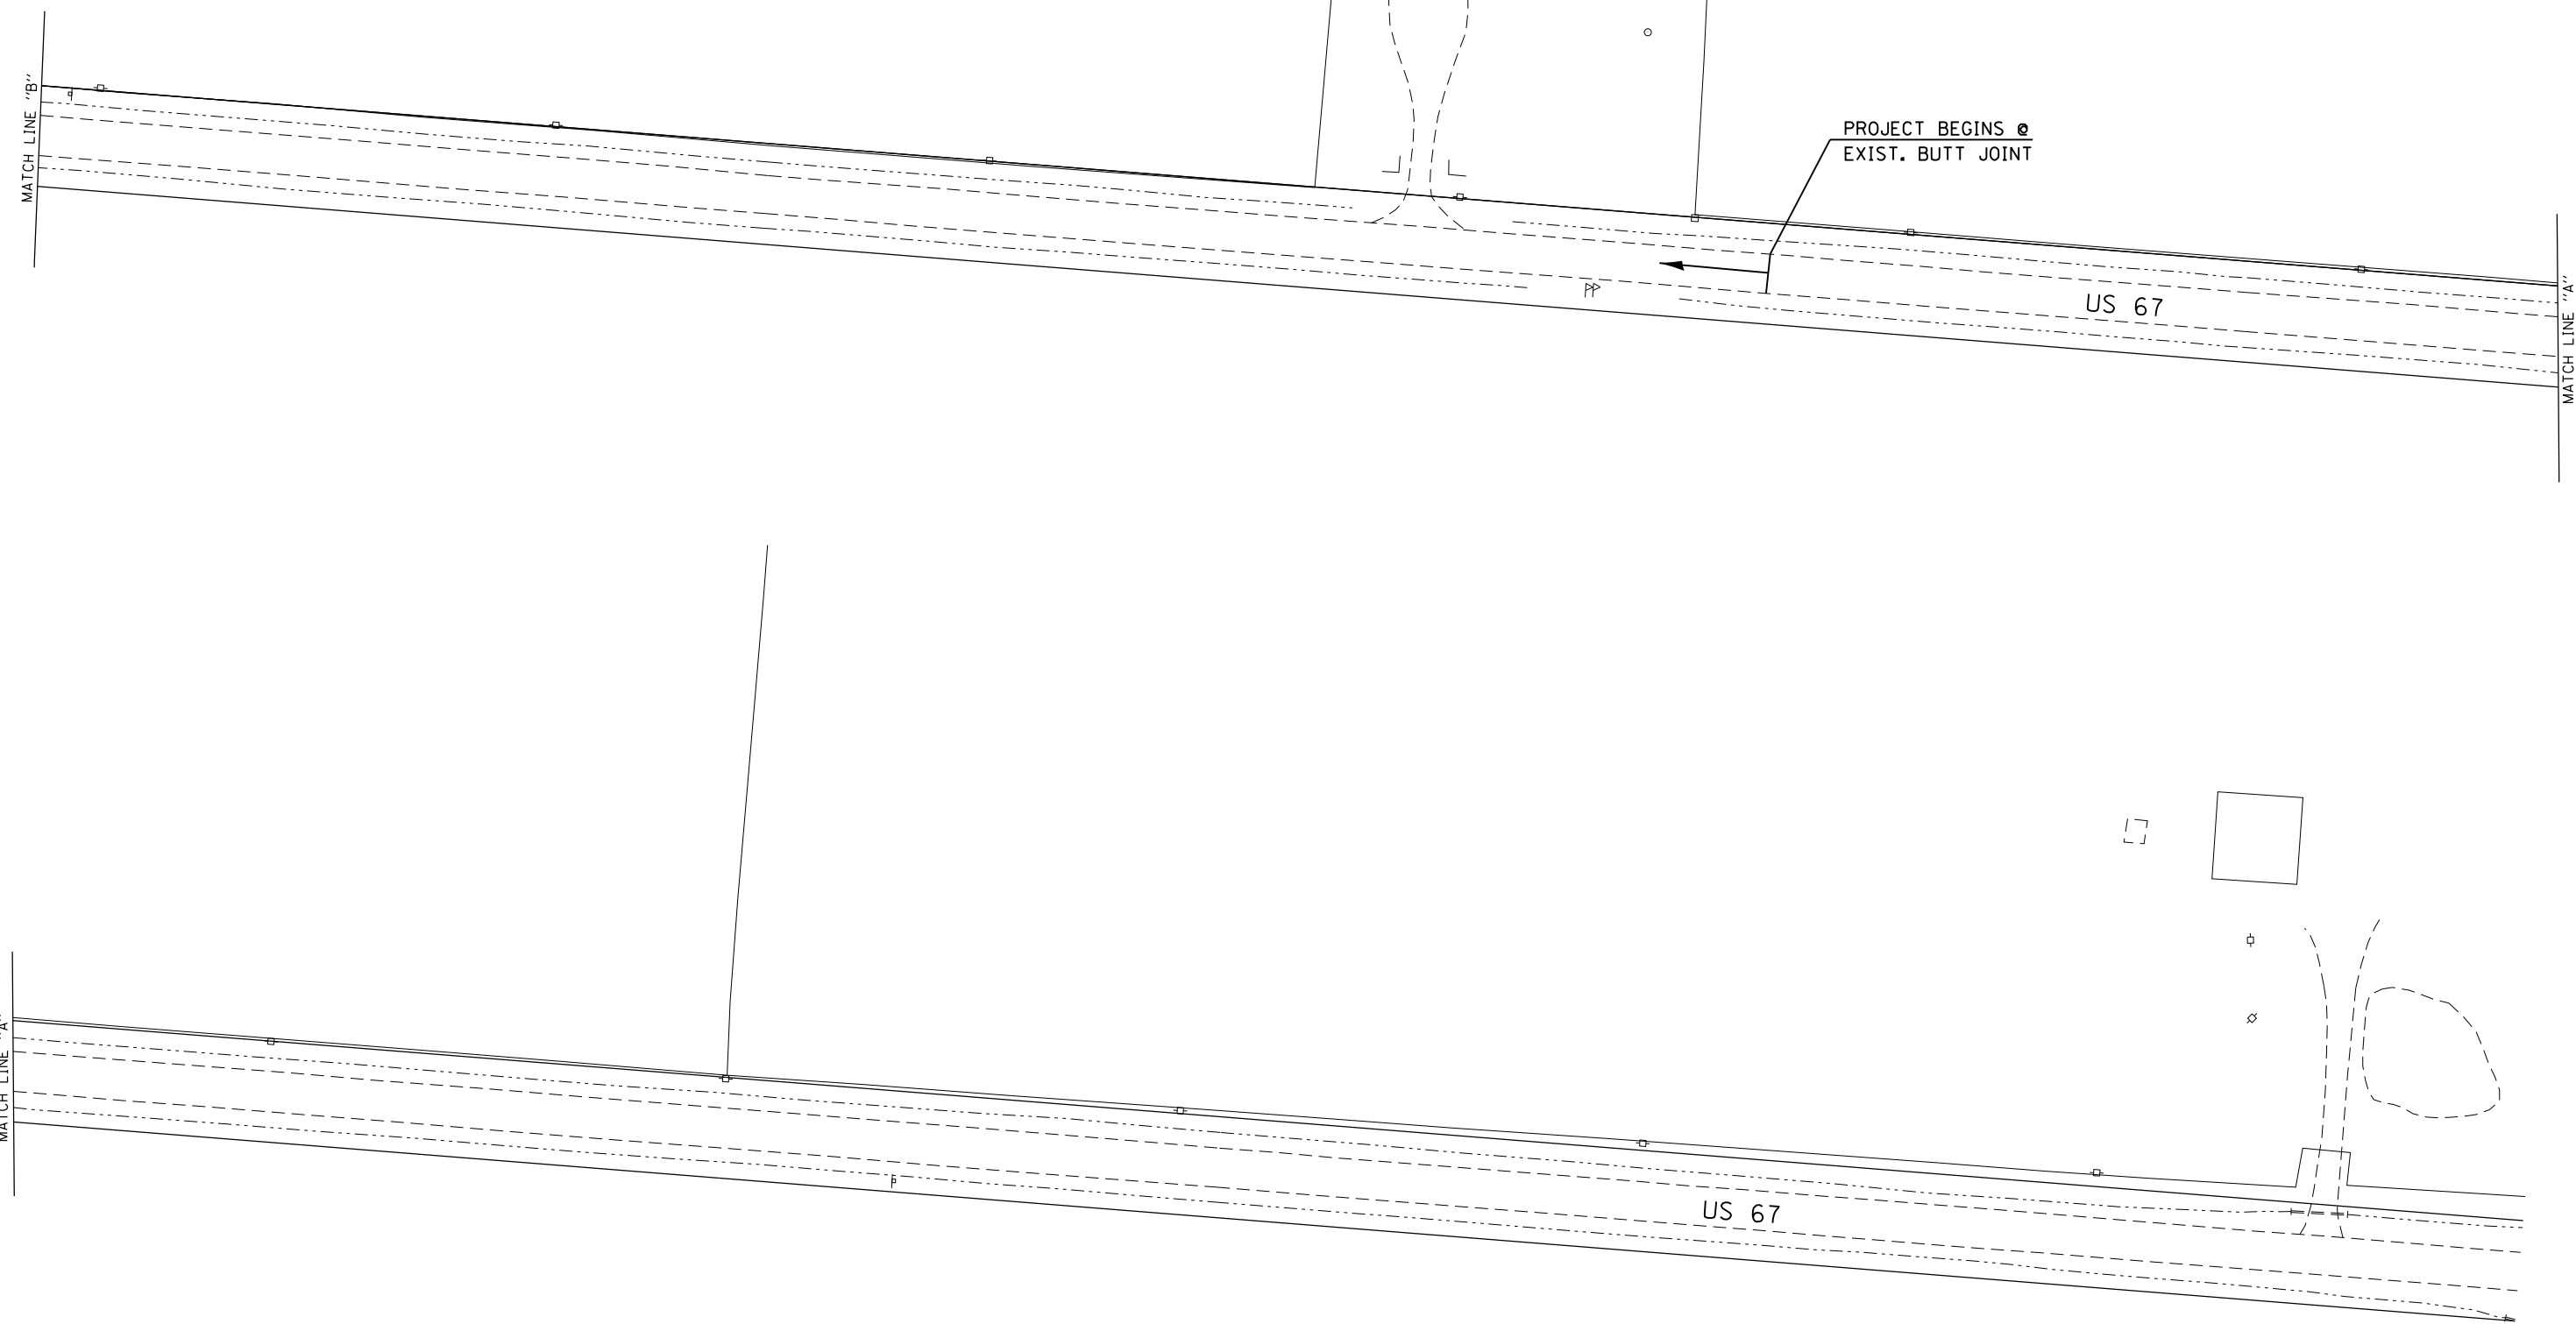 MATCH LINE "B"
PROJECT BEGINS @
EXIST. BUTT JOINT
US 67
MATCH LINE "A"
MATCH LINE "A"
US 67